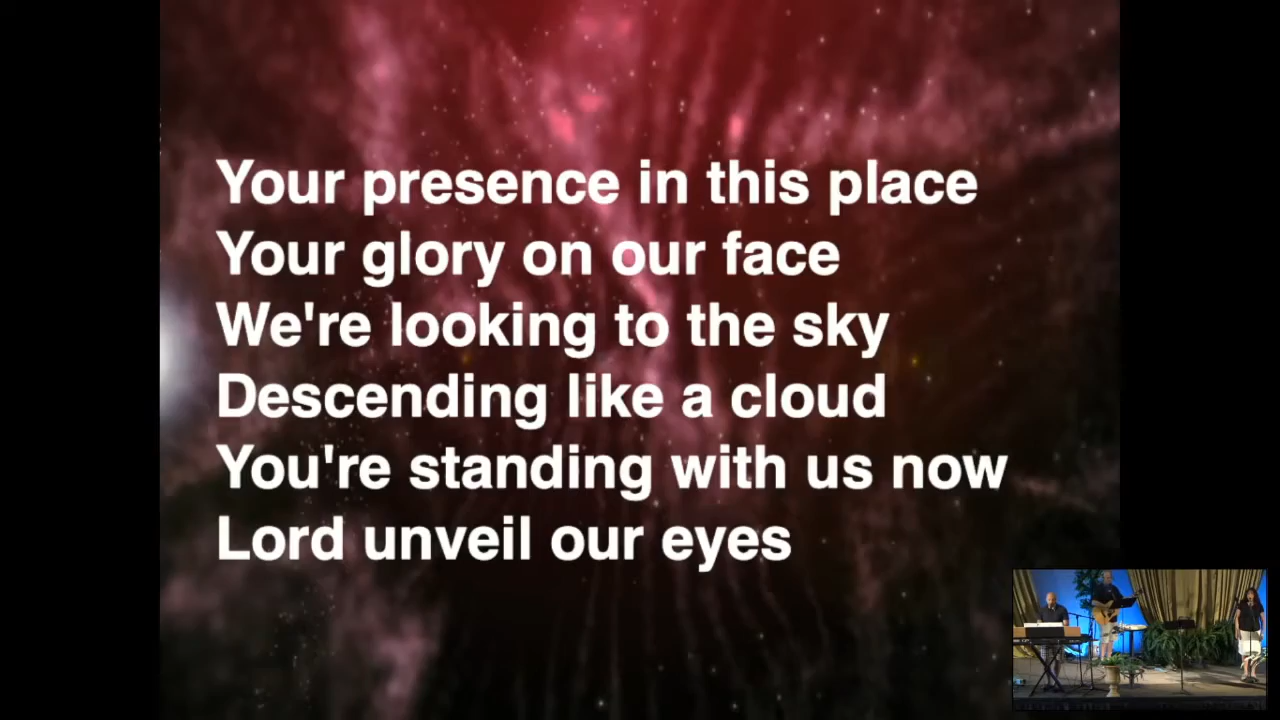 Your presence in this place
Your glory on our face
We're looking to the sky
Descending like a cloud
You're standing with us now
Lord unveil our eyes